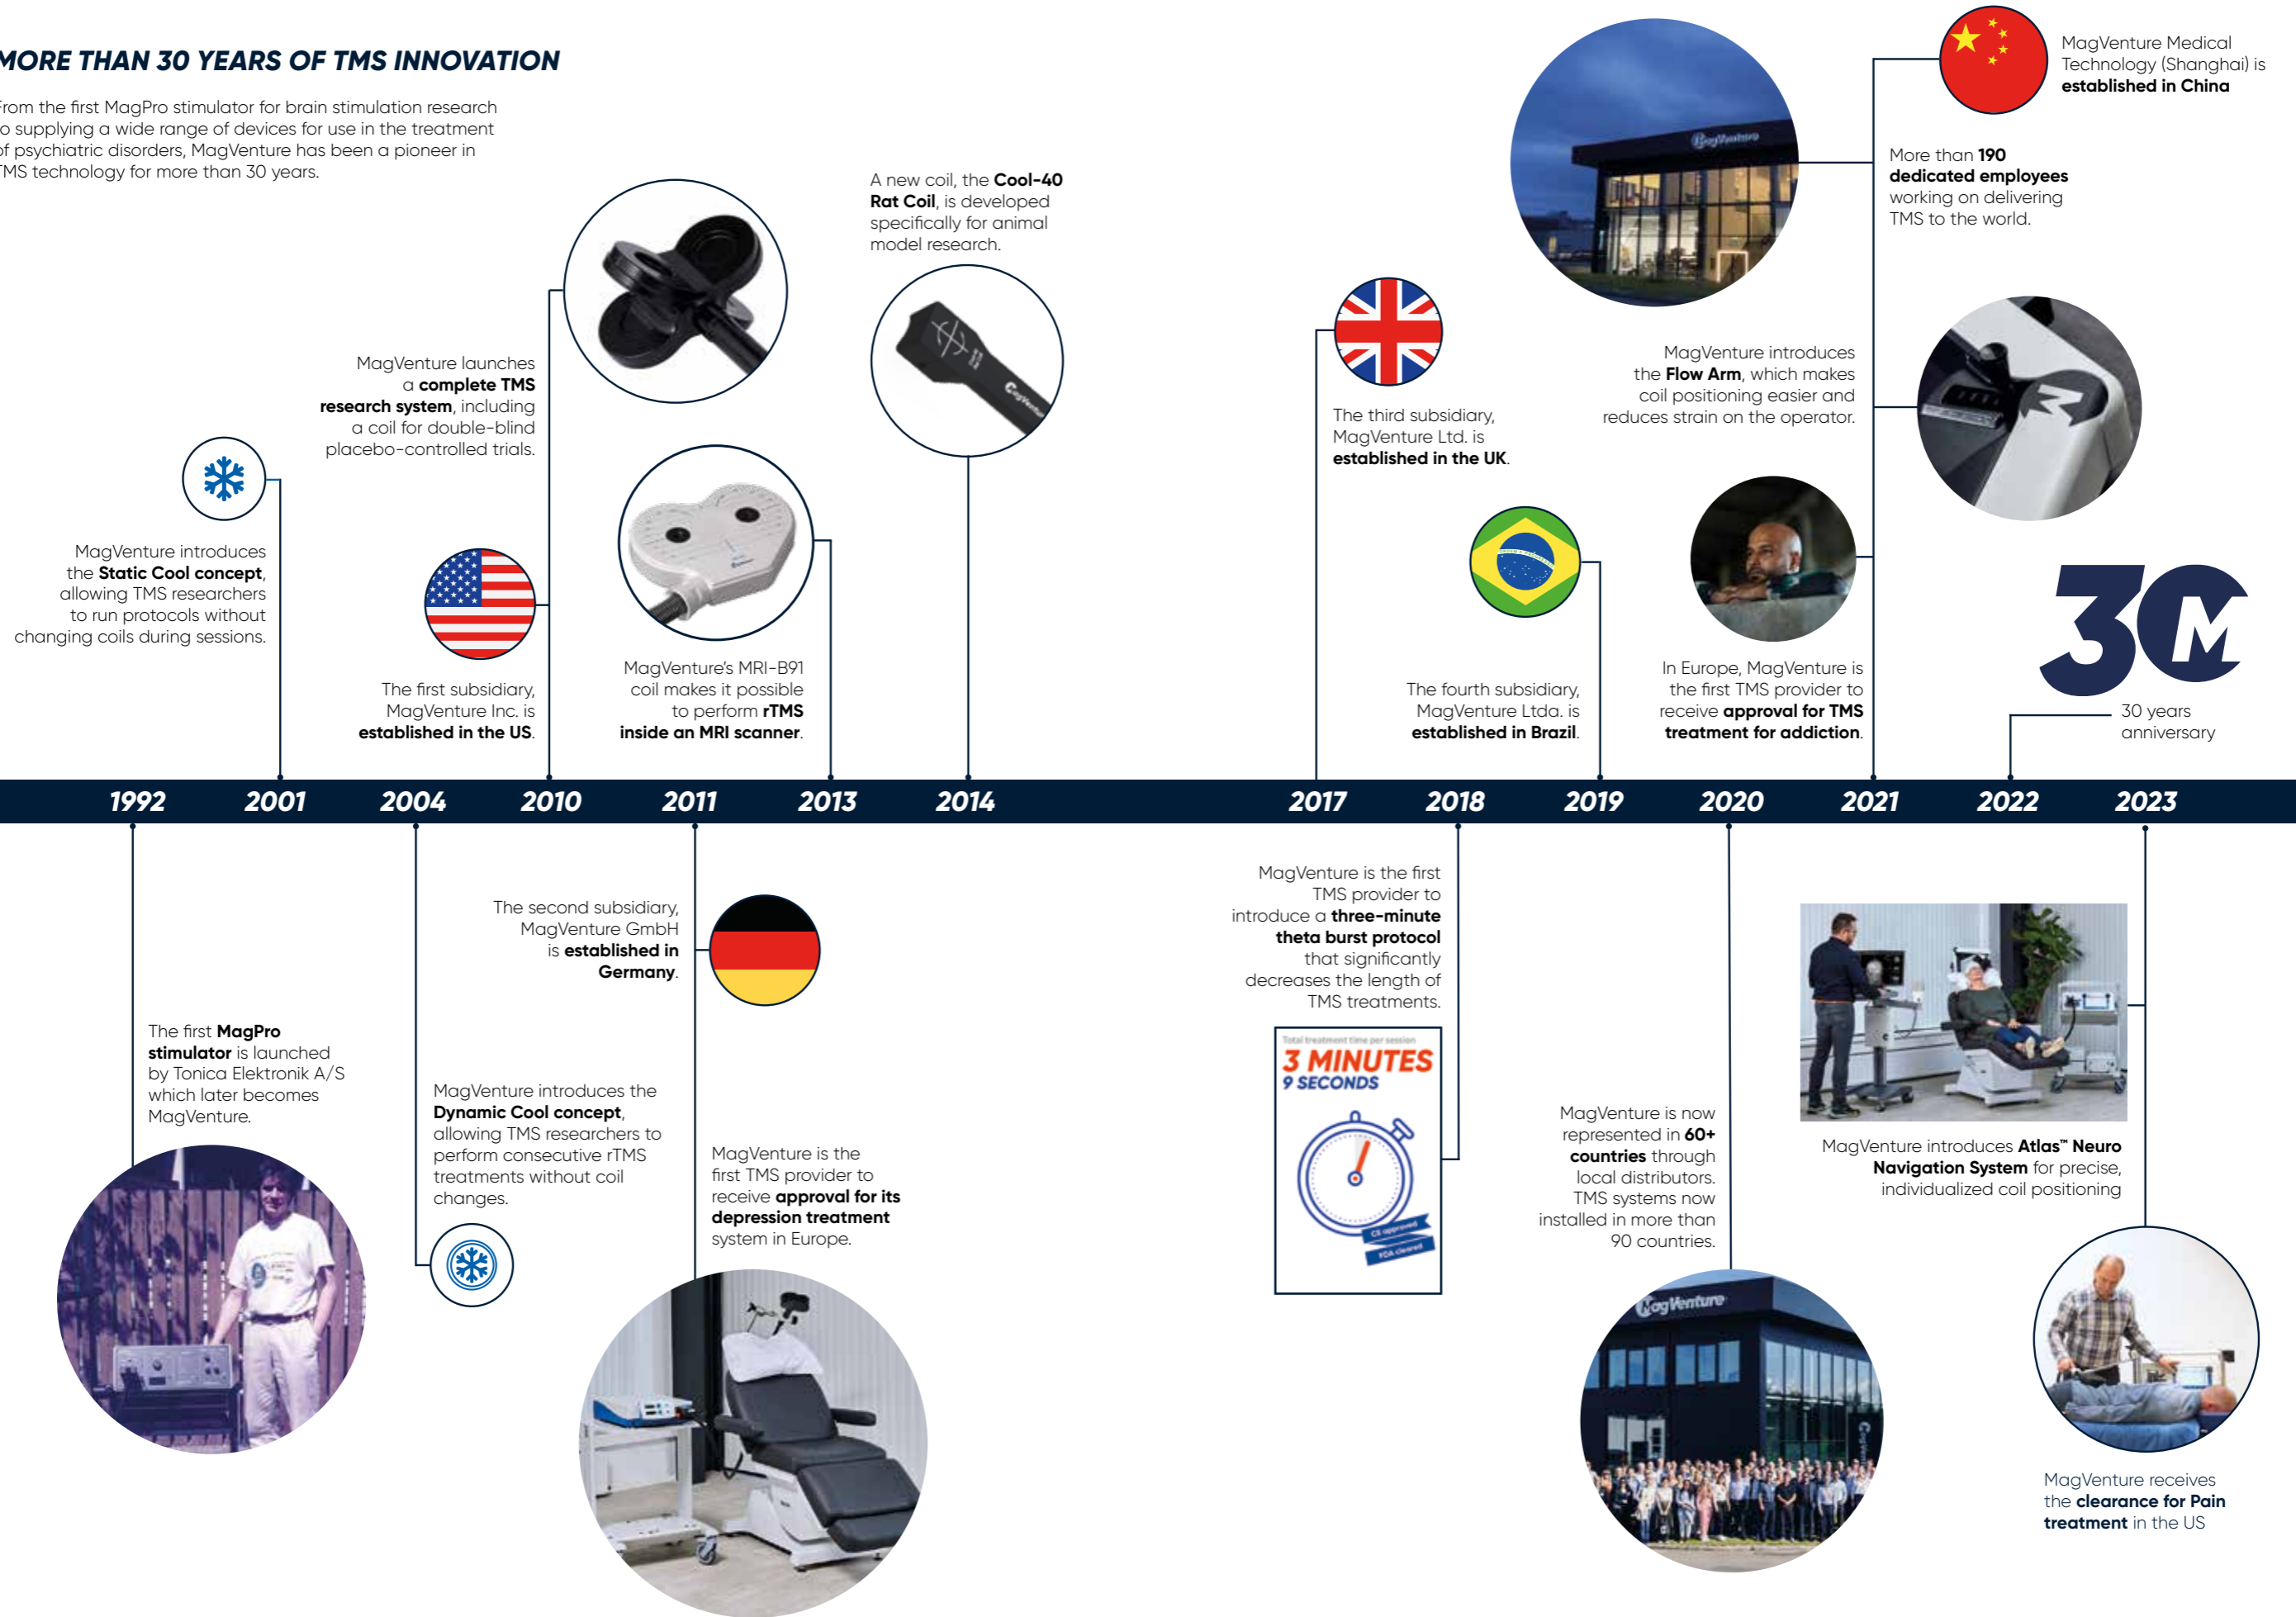 MORE THAN 30 YEARS OF TMS INNOVATION
From the first MagPro stimulator for brain stimulation research
to supplying a wide range of devices for use in the treatment
of psychiatric disorders, MagVenture has been a pioneer in
TMS technology for more than 30 years.
MagVenture introduces
the Static Cool concept,
allowing TMS researchers
to run protocols without
changing coils during sessions.
MagVenture launches
a complete TMS
research system, including
a coil for double-blind
placebo-controlled trials.
The first subsidiary,
MagVenture Inc. is
established in the US.
MagVenture's MRI-B91
coil makes it possible
to perform rTMS
inside an MRI scanner.
A new coil, the Cool-40
Rat Coil, is developed
specifically for animal
model research.
MagVenture
The third subsidiary,
MagVenture Ltd. is
established in the UK.
The fourth subsidiary,
MagVenture Ltda. is
established in Brazil.
MagVenture
MagVenture Medical
Technology (Shanghai) is
established in China
More than 190
dedicated employees
working on delivering
TMS to the world.
MagVenture introduces
the Flow Arm, which makes
coil positioning easier and
reduces strain on the operator.
M
In Europe, MagVenture is
the first TMS provider to
receive approval for TMS
treatment for addiction.
30
M
30 years
anniversary
1992 2001 2004 2010 2011 2013 2014 2017 2018 2019 2020 2021 2022 2023
The first MagPro
stimulator is launched
by Tonica Elektronik A/S
which later becomes
MagVenture.
MagVenture introduces the
Dynamic Cool concept,
allowing TMS researchers to
perform consecutive rTMS
treatments without coil
changes.
The second subsidiary,
MagVenture GmbH
is established in
Germany.
MagVenture is the
first TMS provider to
receive approval for its
depression treatment
system in Europe.
MagVenture is the first
TMS provider to
introduce a three-minute
theta burst protocol
that significantly
decreases the length of
TMS treatments.
Total treatment time per session
3 MINUTES
9 SECONDS
CE approved
FDA cleared
MagVenture is now
represented in 60+
countries through
local distributors.
TMS systems now
installed in more than
90 countries.
MagVenture
MagVenture
MagVenture introduces Atlas™ Neuro
Navigation System for precise,
individualized coil positioning
MagVenture receives
the clearance for Pain
treatment in the US